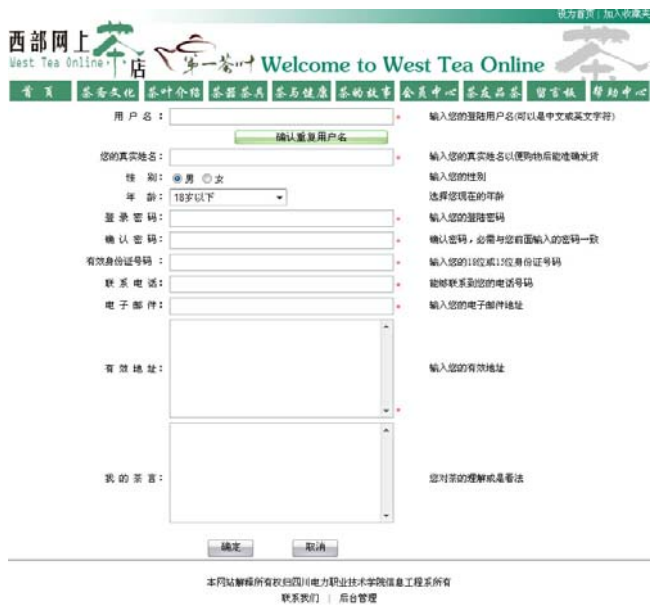 设为首页 | 加入收藏夹
西部网上茶店
West Tea Online
第一茶叶 Welcome to West Tea Online
首 页 茶与文化 茶叶介绍 茶器茶具 茶与健康 茶的故事 会员中心 茶友品茶 留言板 帮助中心
用 户 名 : * 输入您的登陆用户名(可以是中文或英文字符)
确认重复用户名
您的真实姓名: * 输入您的真实姓名以便购物后能准确发货
性 别: 男 女 输入您的性别
年 龄: 18岁以下 选择您现在的年龄
登 录 密 码: * 输入您的登陆密码
确 认 密 码: * 确认密码，必需与您前面输入的密码一致
有效身份证号码 : * 输入您的18位或15位身份证号码
联 系 电 话: * 能够联系到您的电话号码
电 子 邮 件: * 输入您的电子邮件地址
有 效 地 址: * 输入您的有效地址
我 的 茶 言: 您对茶的理解或是看法
确定 取消
本网站解释所有权归四川电力职业技术学院信息工程系所有
联系我们 | 后台管理